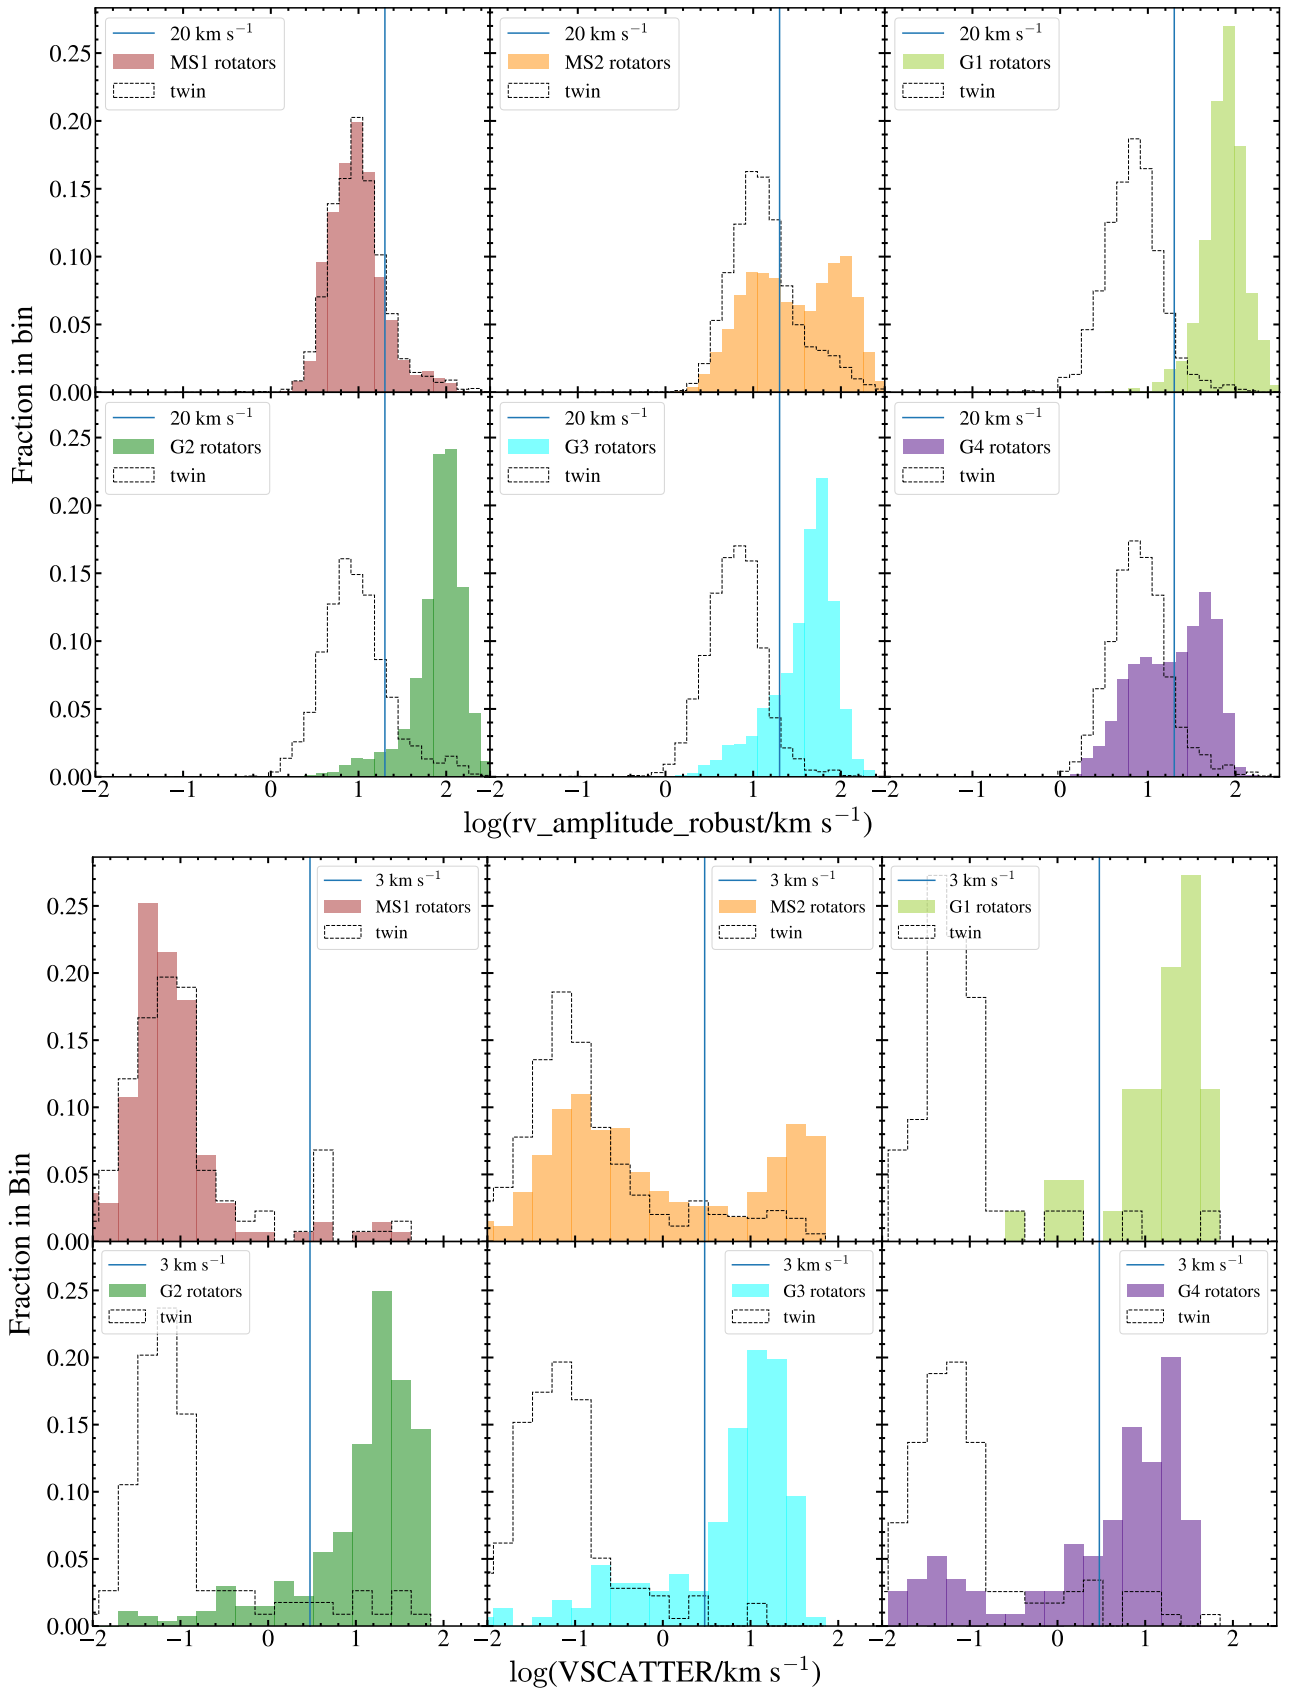 20 km s⁻¹
MS1 rotators
twin
20 km s⁻¹
MS2 rotators
twin
20 km s⁻¹
G1 rotators
twin
0.25
0.20
0.15
0.10
0.05
0.00
20 km s⁻¹
G2 rotators
twin
20 km s⁻¹
G3 rotators
twin
20 km s⁻¹
G4 rotators
twin
0.25
0.20
0.15
0.10
0.05
0.00
Fraction in bin
−2 −1 0 1 2 −1 0 1 2 −1 0 1 2
−2 −2
log(rv_amplitude_robust/km s⁻¹)
3 km s⁻¹
MS1 rotators
twin
3 km s⁻¹
MS2 rotators
twin
3 km s⁻¹
G1 rotators
twin
0.25
0.20
0.15
0.10
0.05
0.00
3 km s⁻¹
G2 rotators
twin
3 km s⁻¹
G3 rotators
twin
3 km s⁻¹
G4 rotators
twin
0.25
0.20
0.15
0.10
0.05
0.00
Fraction in Bin
−2 −1 0 1 2 −1 0 1 2 −1 0 1 2
−2 −2
log(VSCATTER/km s⁻¹)